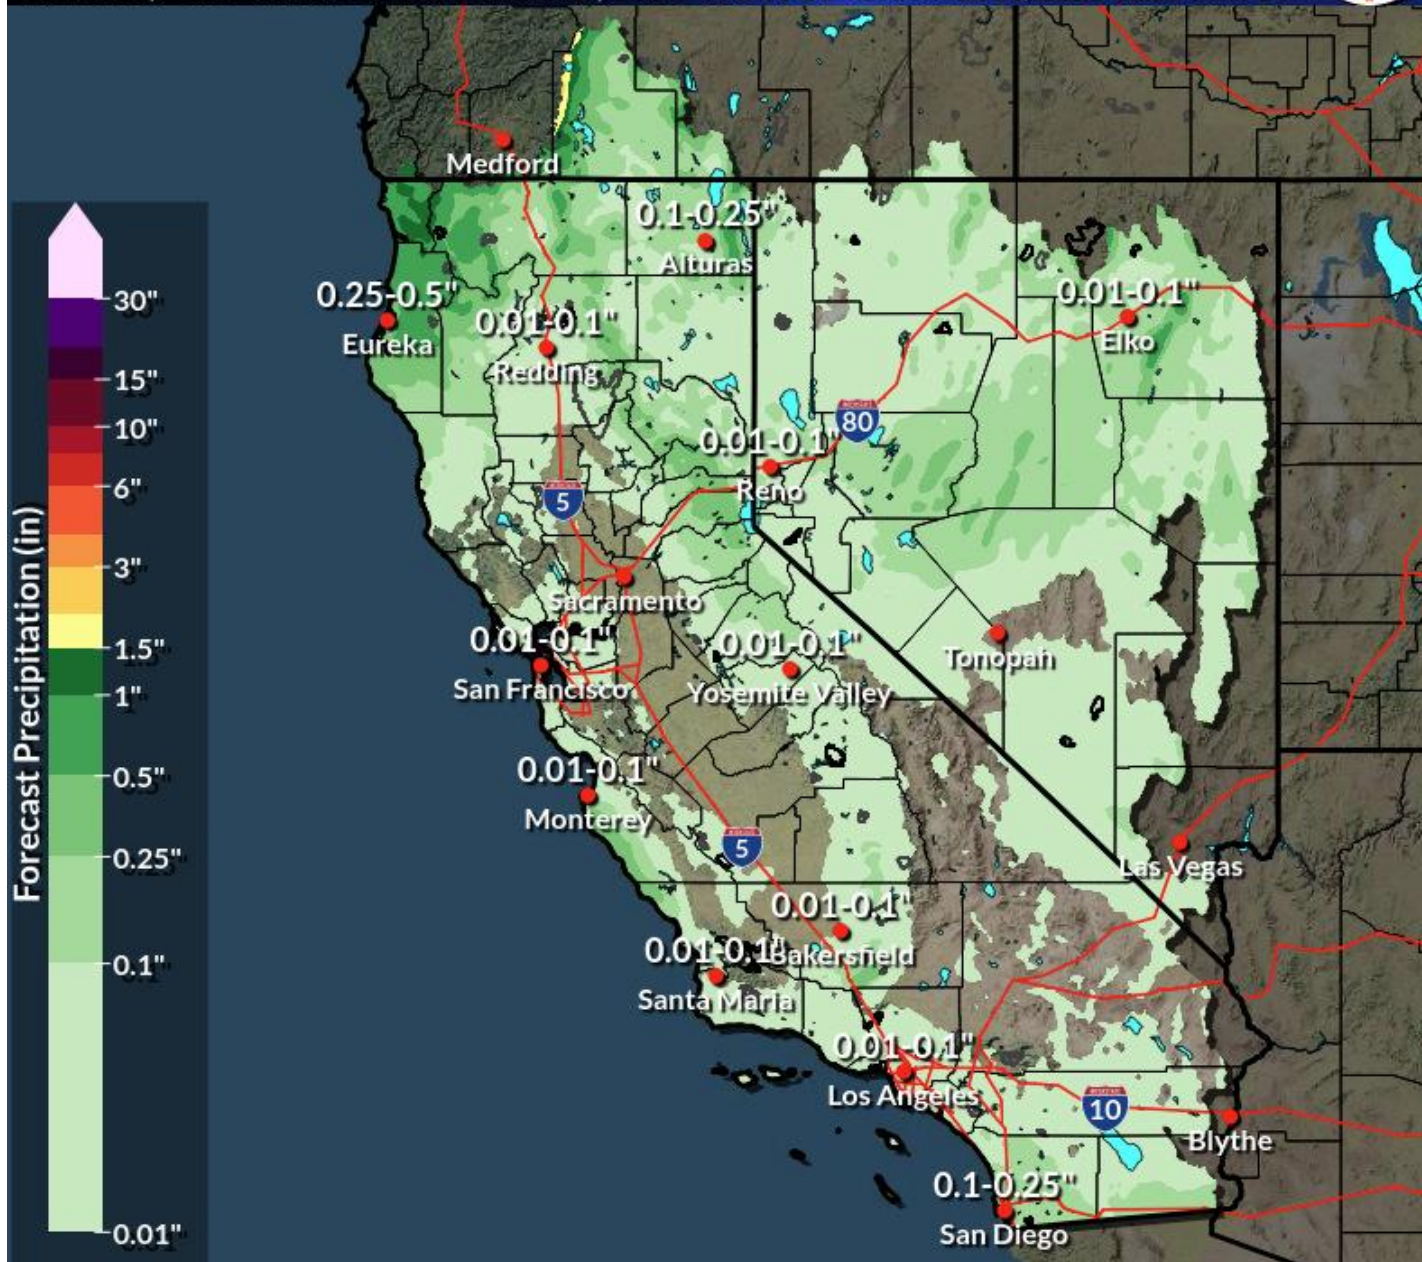 Medford
0.1-0.25"
Alturas
0.25-0.5"
Eureka
0.01-0.1"
Redding
0.01-0.1"
Elko
80
0.01-0.1"
Reno
5
Sacramento
0.01-0.1"
San Francisco
0.01-0.1"
Yosemite Valley
Tonopah
0.01-0.1"
Monterey
5
Las Vegas
0.01-0.1"
Bakersfield
0.01-0.1"
Santa Maria
0.01-0.1"
Los Angeles
10
Blythe
0.1-0.25"
San Diego
Forecast Precipitation (in)
30"
15"
10"
6"
3"
1.5"
1"
0.5"
0.25"
0.1"
0.01"